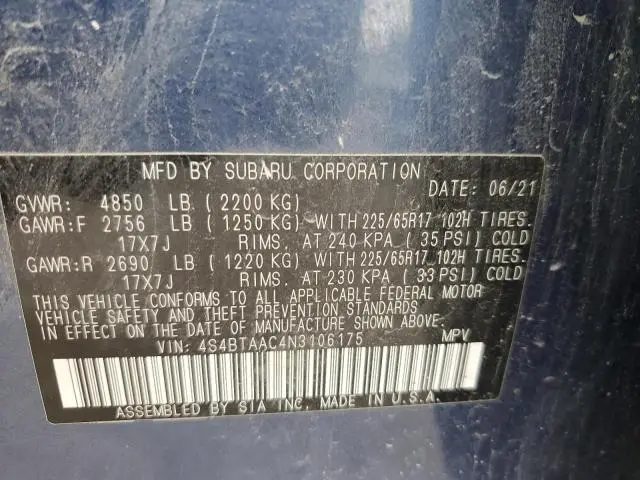 MFD BY SUBARU CORPORATION
DATE: 06/21
GVWR: 4850 LB (2200 KG)
GAWR:F 2756 LB (1250 KG) WITH 225/65R17 102H TIRES.
17X7J RIMS. AT 240 KPA (35 PSI) COLD
GAWR:R 2690 LB (1220 KG) WITH 225/65R17 102H TIRES.
17X7J RIMS. AT 230 KPA (33 PSI) COLD
THIS VEHICLE CONFORMS TO ALL APPLICABLE FEDERAL MOTOR
VEHICLE SAFETY AND THEFT PREVENTION STANDARDS
IN EFFECT ON THE DATE OF MANUFACTURE SHOWN ABOVE.
VIN: 4S4BTAAC4N3106175 MPV
ASSEMBLED BY SIA INC. MADE IN U.S.A.